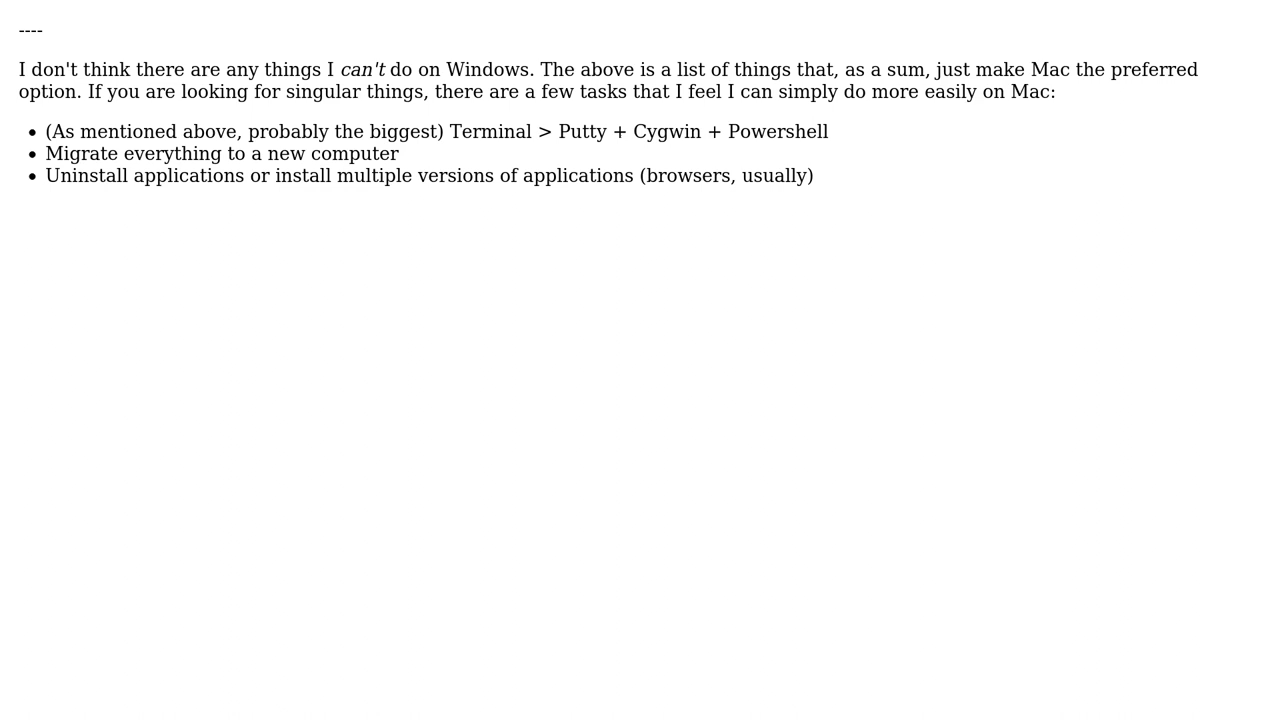 ----
I don't think there are any things I can't do on Windows. The above is a list of things that, as a sum, just make Mac the preferred
option. If you are looking for singular things, there are a few tasks that I feel I can simply do more easily on Mac:
• (As mentioned above, probably the biggest) Terminal > Putty + Cygwin + Powershell
• Migrate everything to a new computer
• Uninstall applications or install multiple versions of applications (browsers, usually)